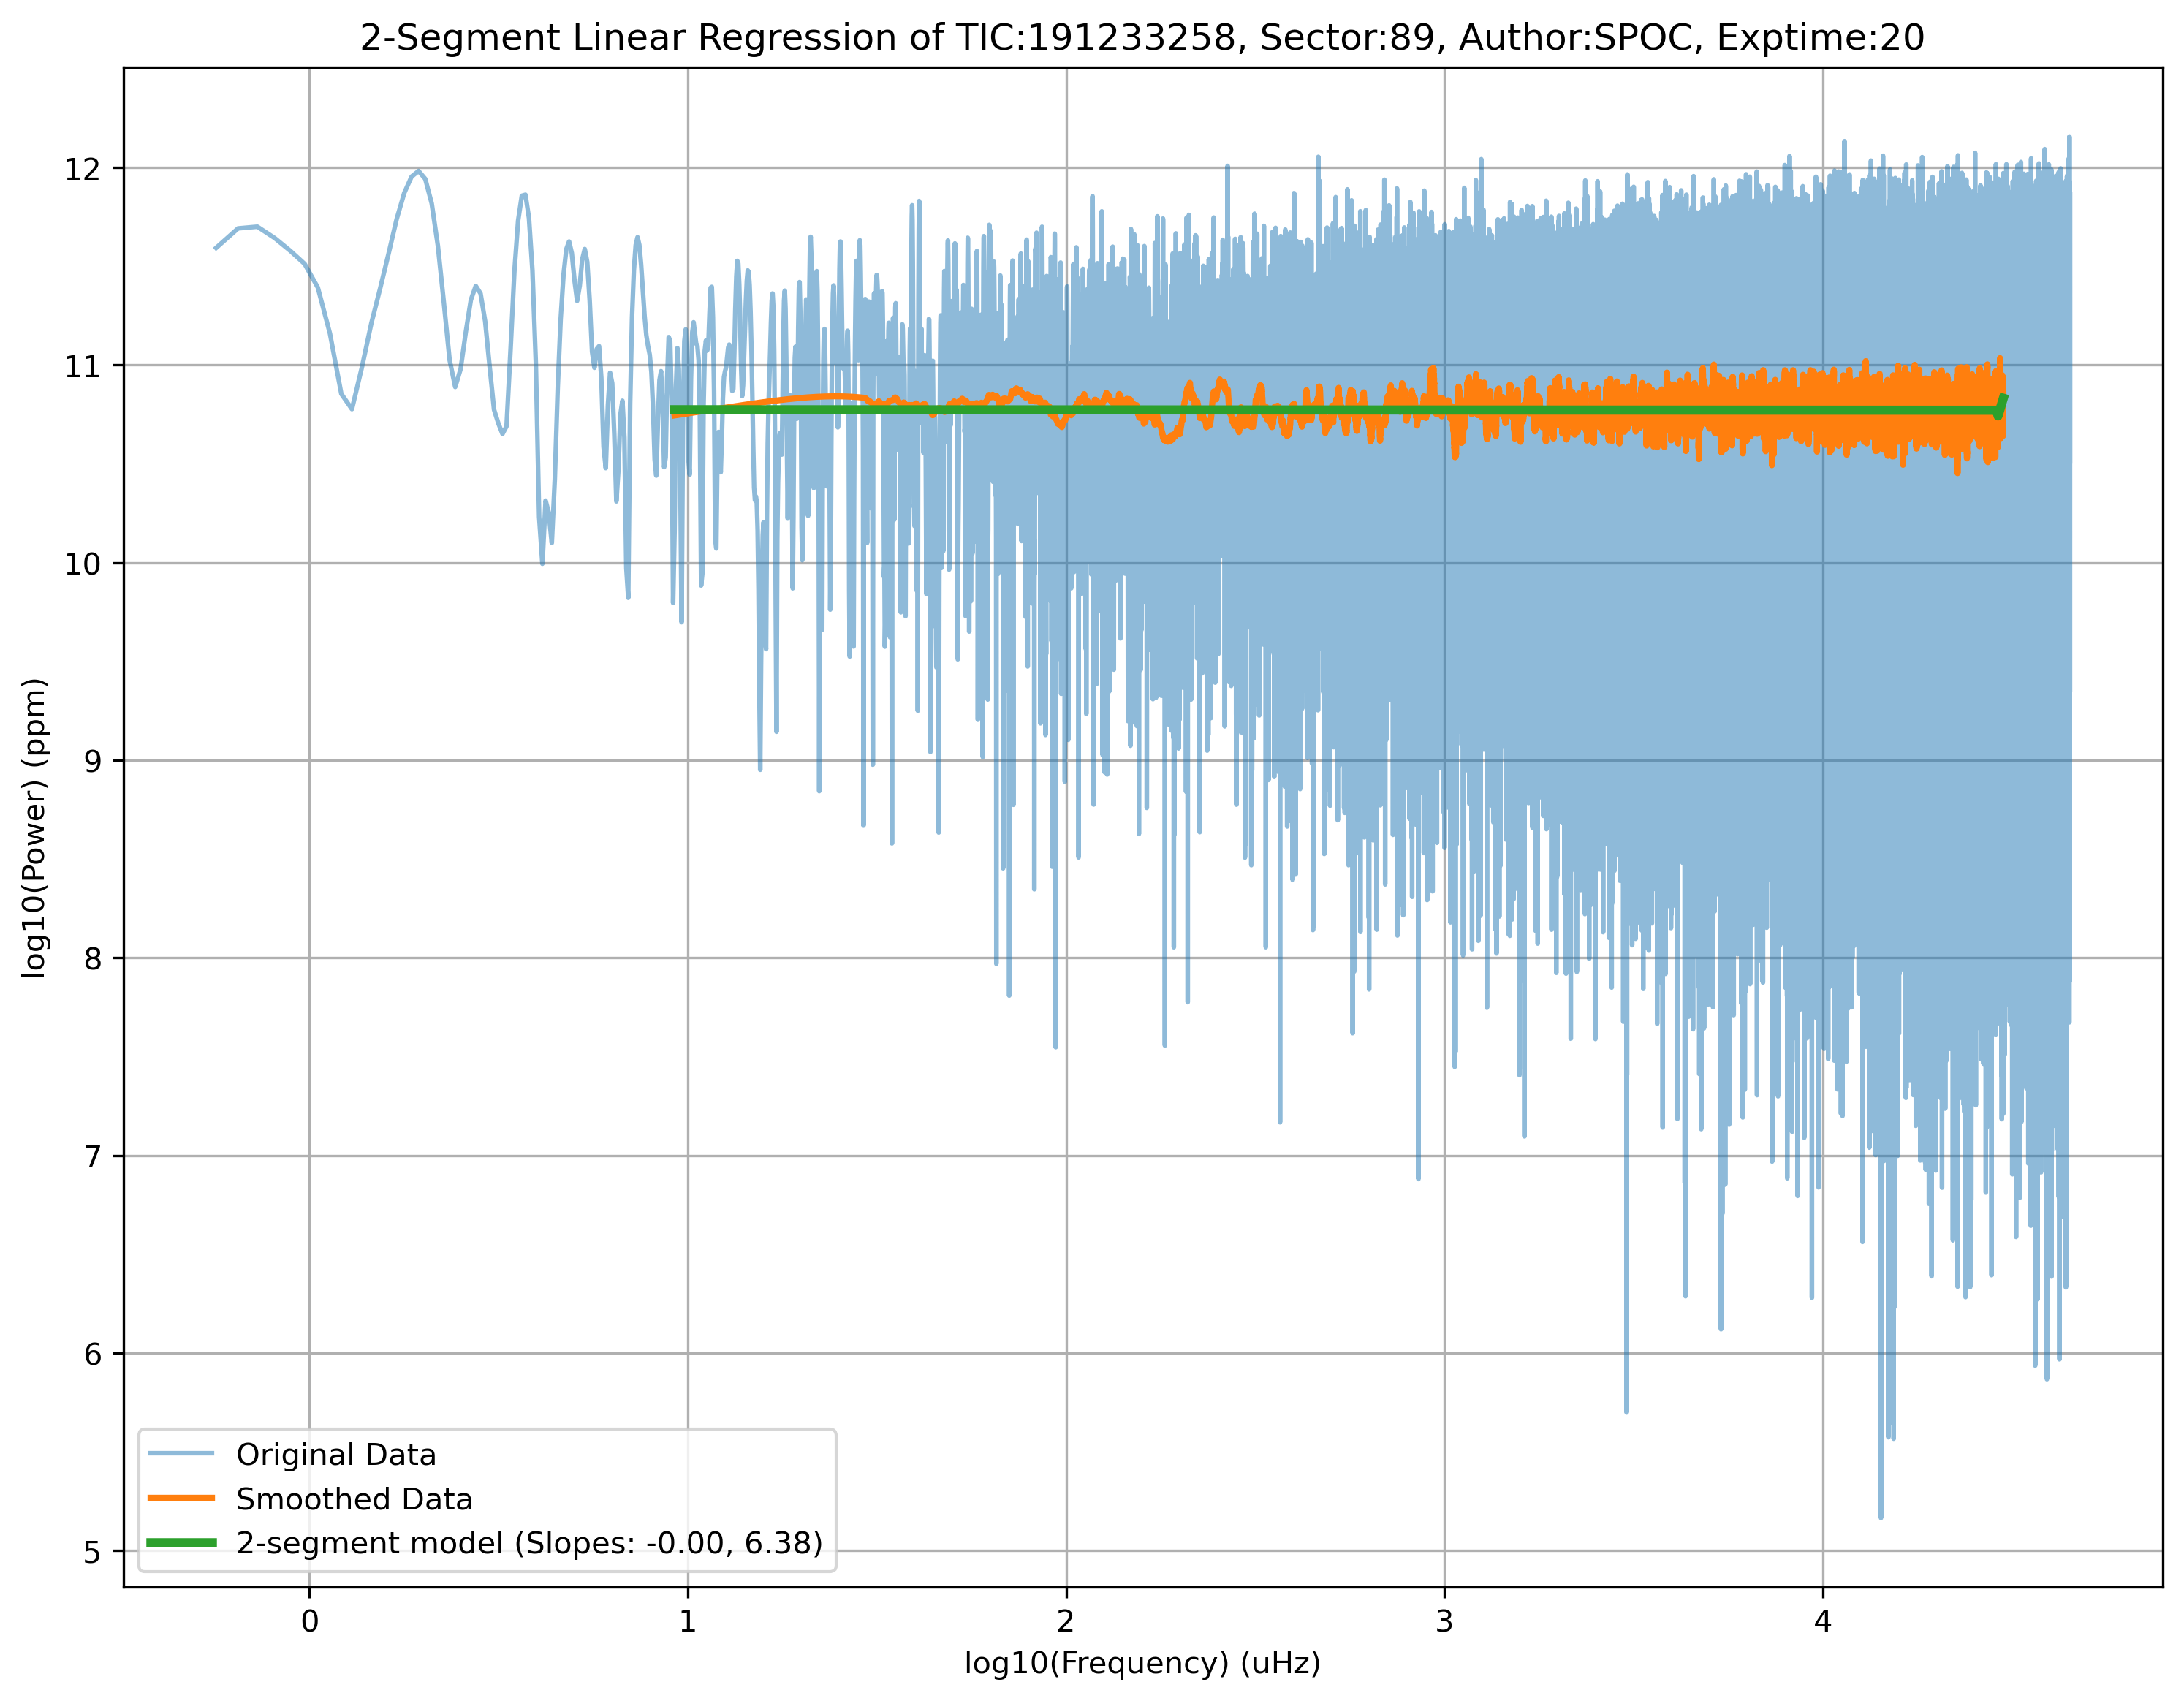 2-Segment Linear Regression of TIC:191233258, Sector:89, Author:SPOC, Exptime:20
log10(Power) (ppm)
12
11
10
9
8
7
6
5
Original Data
Smoothed Data
2-segment model (Slopes: -0.00, 6.38)
0 1 2 3 4
log10(Frequency) (uHz)